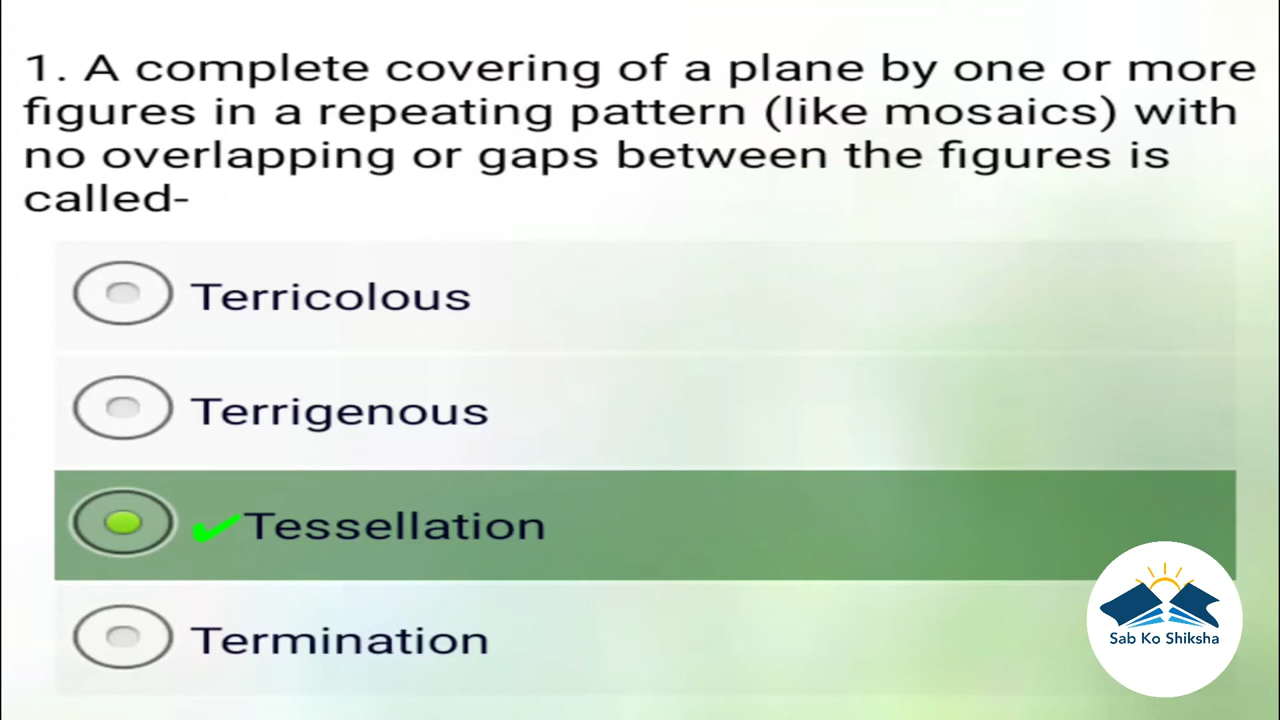 1. A complete covering of a plane by one or more
figures in a repeating pattern (like mosaics) with
no overlapping or gaps between the figures is
called-
Terricolous
Terrigenous
✔Tessellation
Termination
Sab Ko Shiksha